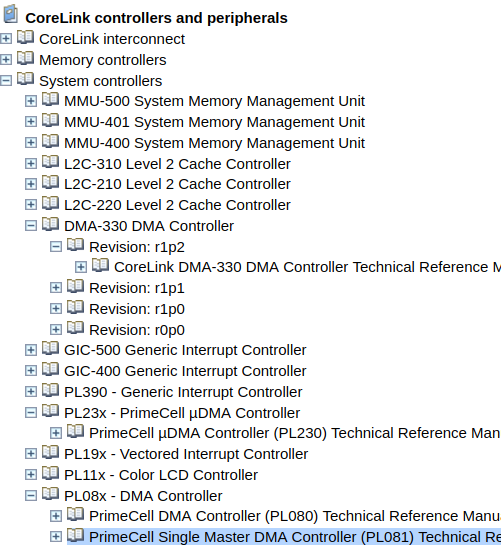 CoreLink controllers and peripherals
CoreLink interconnect
Memory controllers
System controllers
MMU-500 System Memory Management Unit
MMU-401 System Memory Management Unit
MMU-400 System Memory Management Unit
L2C-310 Level 2 Cache Controller
L2C-210 Level 2 Cache Controller
L2C-220 Level 2 Cache Controller
DMA-330 DMA Controller
Revision: r1p2
CoreLink DMA-330 DMA Controller Technical Reference M
Revision: r1p1
Revision: r1p0
Revision: r0p0
GIC-500 Generic Interrupt Controller
GIC-400 Generic Interrupt Controller
PL390 - Generic Interrupt Controller
PL23x - PrimeCell µDMA Controller
PrimeCell µDMA Controller (PL230) Technical Reference Man
PL19x - Vectored Interrupt Controller
PL11x - Color LCD Controller
PL08x - DMA Controller
PrimeCell DMA Controller (PL080) Technical Reference Manu
PrimeCell Single Master DMA Controller (PL081) Technical Re